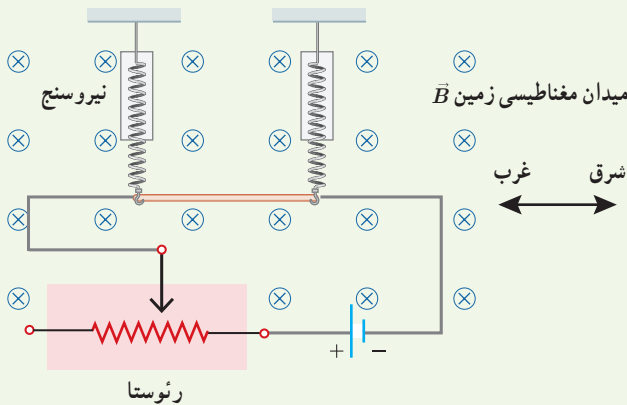 نیروسنج
میدان مغناطیسی زمین B⃗
غرب
شرق
+
−
رئوستا